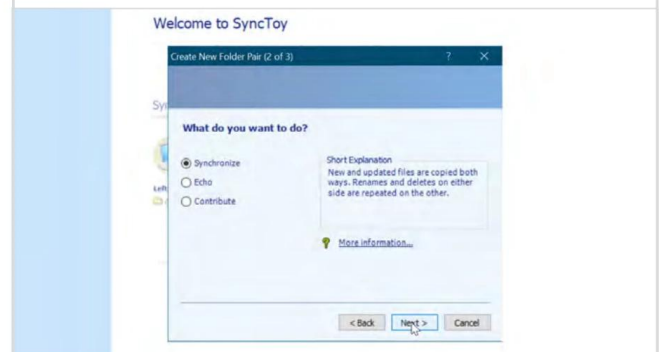 Welcome to SyncToy
Create New Folder Pair (2 of 3)
? ×
What do you want to do?
Synchronize
Echo
Contribute
Short Explanation
New and updated files are copied both
ways. Renames and deletes on either
side are repeated on the other.
More information...
Left
< Back
Next >
Cancel